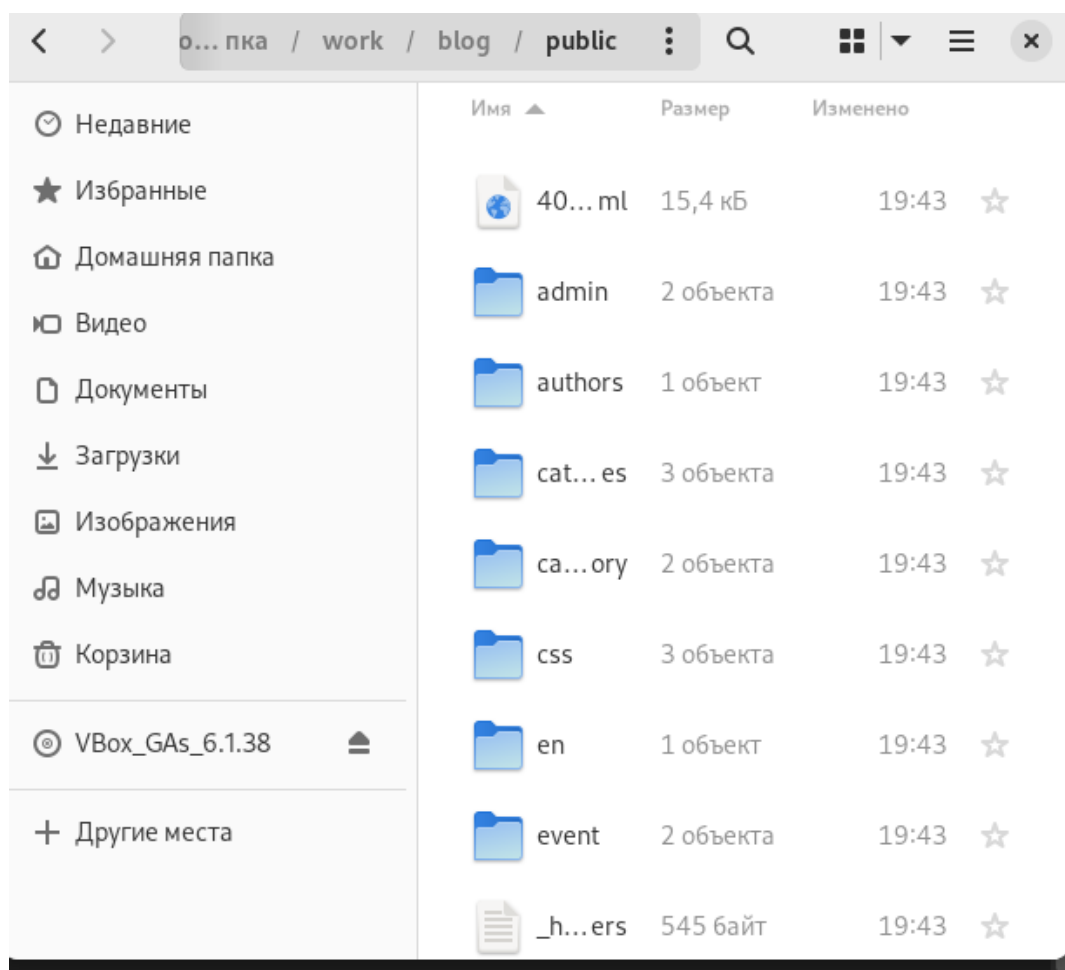 о… пка / work / blog / public
Недавние
Избранные
Домашняя папка
Видео
Документы
Загрузки
Изображения
Музыка
Корзина
VBox_GAs_6.1.38
Другие места
Имя Размер Изменено
40… ml 15,4 кБ 19:43
admin 2 объекта 19:43
authors 1 объект 19:43
cat… es 3 объекта 19:43
ca…ory 2 объекта 19:43
css 3 объекта 19:43
en 1 объект 19:43
event 2 объекта 19:43
_h…ers 545 байт 19:43